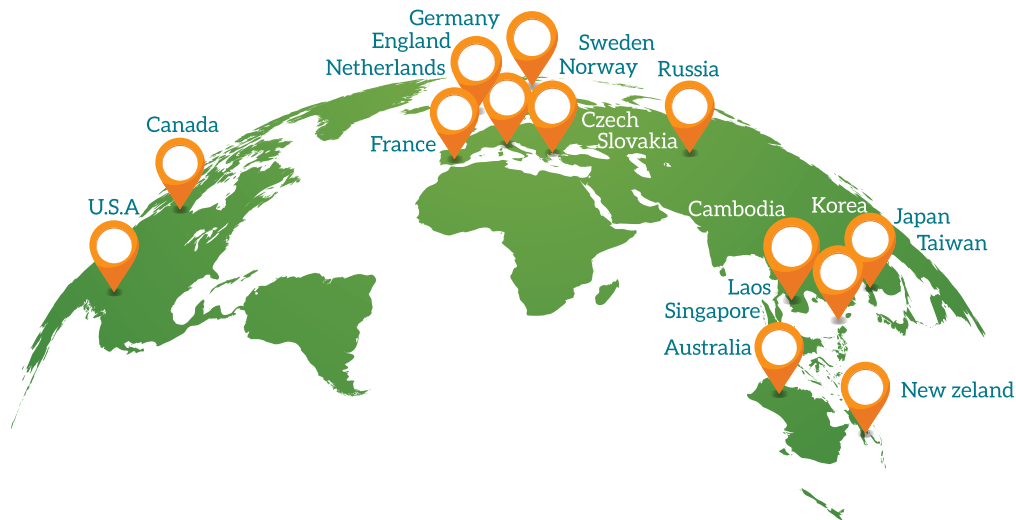 Germany
England
Netherlands
Sweden
Norway
Russia
France
Czech
Slovakia
Canada
U.S.A
Cambodia
Korea
Japan
Taiwan
Laos
Singapore
Australia
New zeland